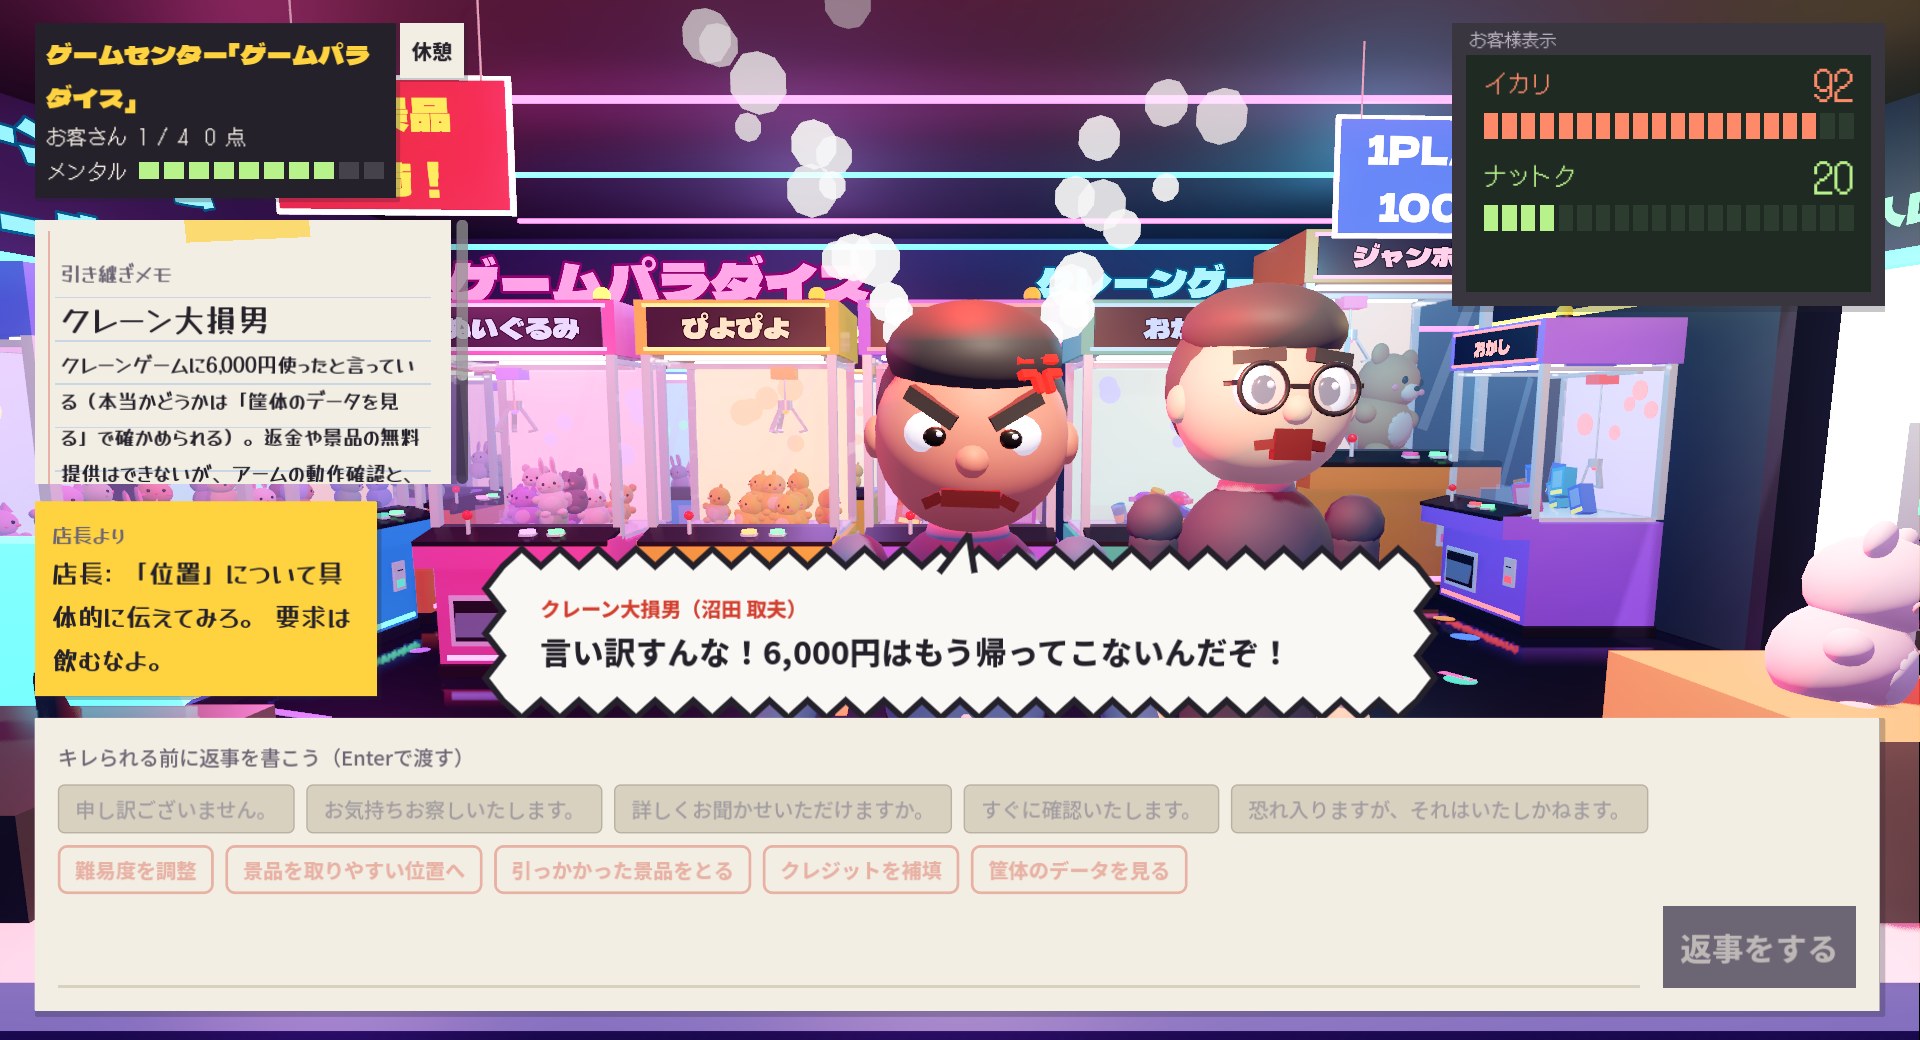 ゲームセンター「ゲームパラ
ダイス」
お客さん 1/4 0点
メンタル
休憩
引き継ぎメモ
クレーン大損男
クレーンゲームに6,000円使ったと言ってい
る（本当かどうかは「筐体のデータを見
る」で確かめられる）。返金や景品の無料
提供はできないが、アームの動作確認と、
店長より
店長：「位置」について具
体的に伝えてみろ。 要求は
飲むなよ。
お客様表示
イカリ 92
ナットク 20
景品
！
1PL
100
ゲームパラダイス
クレーンゲー
ジャンボ
ぬいぐるみ
ぴよぴよ
おか
おかし
クレーン大損男（沼田 取夫）
言い訳すんな！6,000円はもう帰ってこないんだぞ！
キレられる前に返事を書こう（Enterで渡す）
申し訳ございません。
お気持ちお察しいたします。
詳しくお聞かせいただけますか。
すぐに確認いたします。
恐れ入りますが、それはいたしかねます。
難易度を調整
景品を取りやすい位置へ
引っかかった景品をとる
クレジットを補填
筐体のデータを見る
返事をする